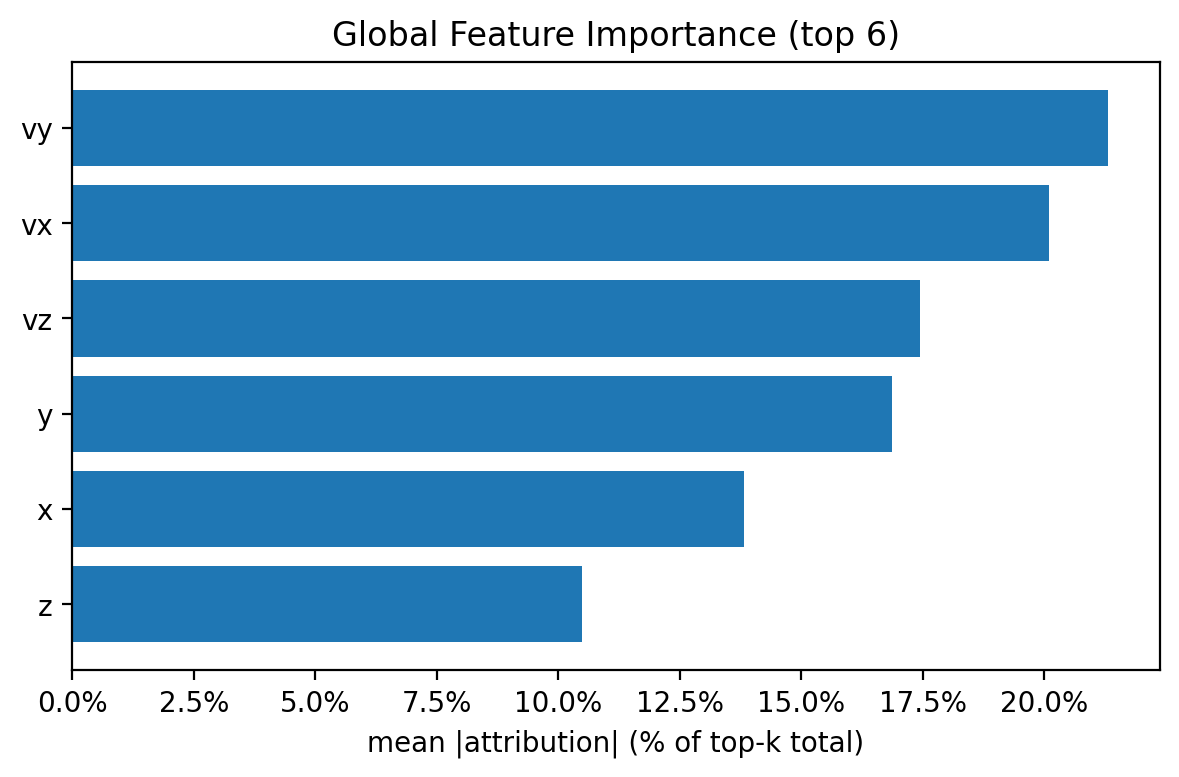 Global Feature Importance (top 6)
vy
vx
vz
y
x
z
0.0% 2.5% 5.0% 7.5% 10.0% 12.5% 15.0% 17.5% 20.0%
mean |attribution| (% of top-k total)